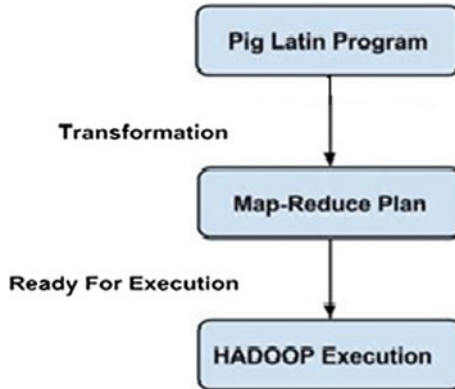 Pig Latin Program
Transformation
Map-Reduce Plan
Ready For Execution
HADOOP Execution